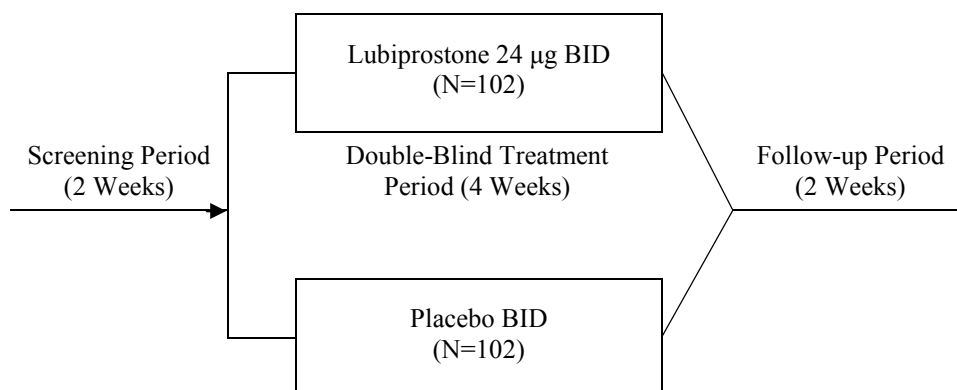 Lubiprostone 24 μg BID
(N=102)
Screening Period
(2 Weeks)
Double-Blind Treatment
Period (4 Weeks)
Follow-up Period
(2 Weeks)
Placebo BID
(N=102)